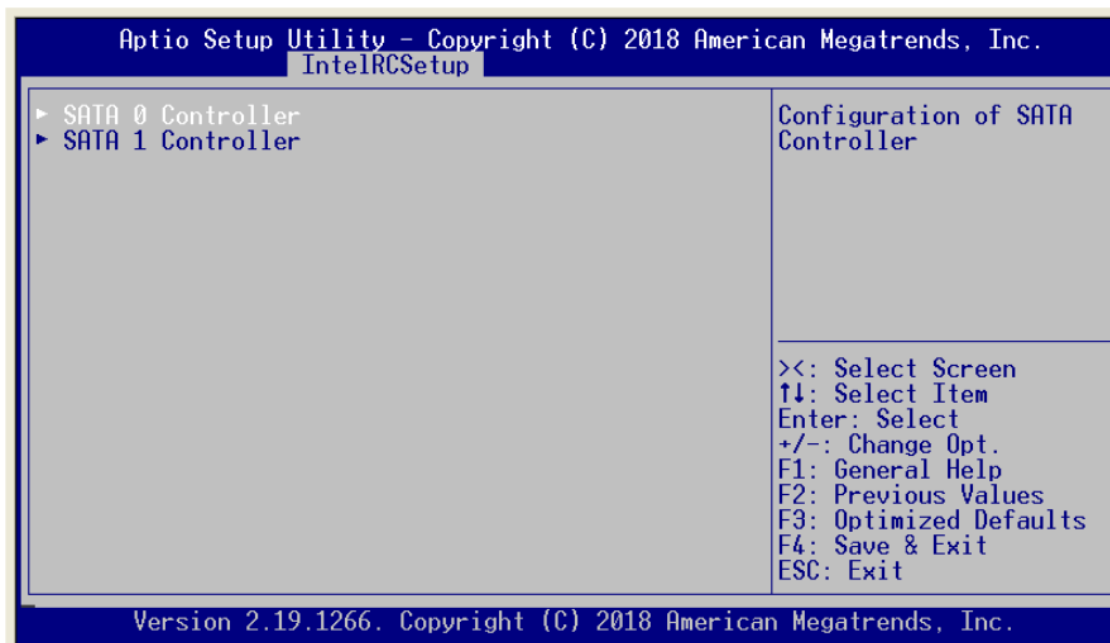 Aptio Setup Utility – Copyright (C) 2018 American Megatrends, Inc.
IntelRCSetup
► SATA 0 Controller
► SATA 1 Controller
Configuration of SATA
Controller
><: Select Screen
↑↓: Select Item
Enter: Select
+/-: Change Opt.
F1: General Help
F2: Previous Values
F3: Optimized Defaults
F4: Save & Exit
ESC: Exit
Version 2.19.1266. Copyright (C) 2018 American Megatrends, Inc.